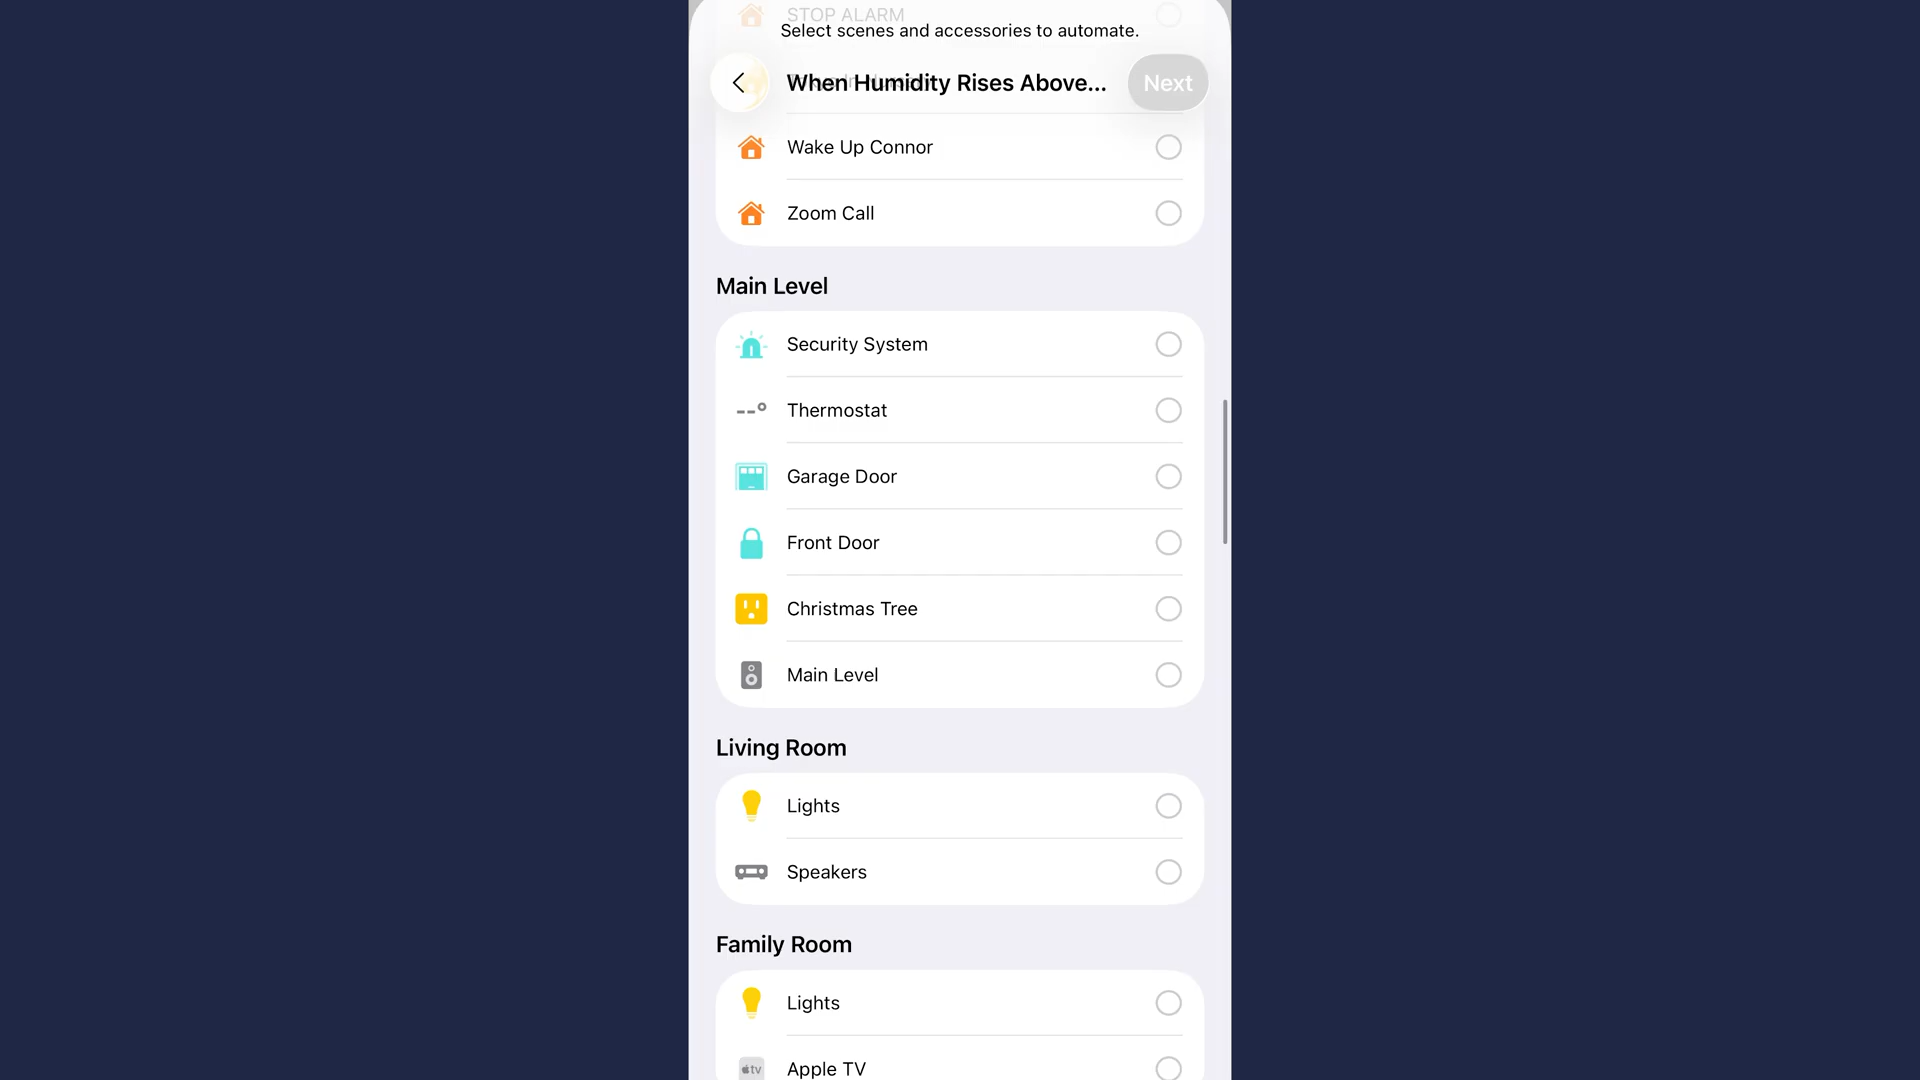 STOP ALARM
Select scenes and accessories to automate.
When Humidity Rises Above...
Next
Wake Up Connor
Zoom Call
Main Level
Security System
Thermostat
Garage Door
Front Door
Christmas Tree
Main Level
Living Room
Lights
Speakers
Family Room
Lights
tv
Apple TV